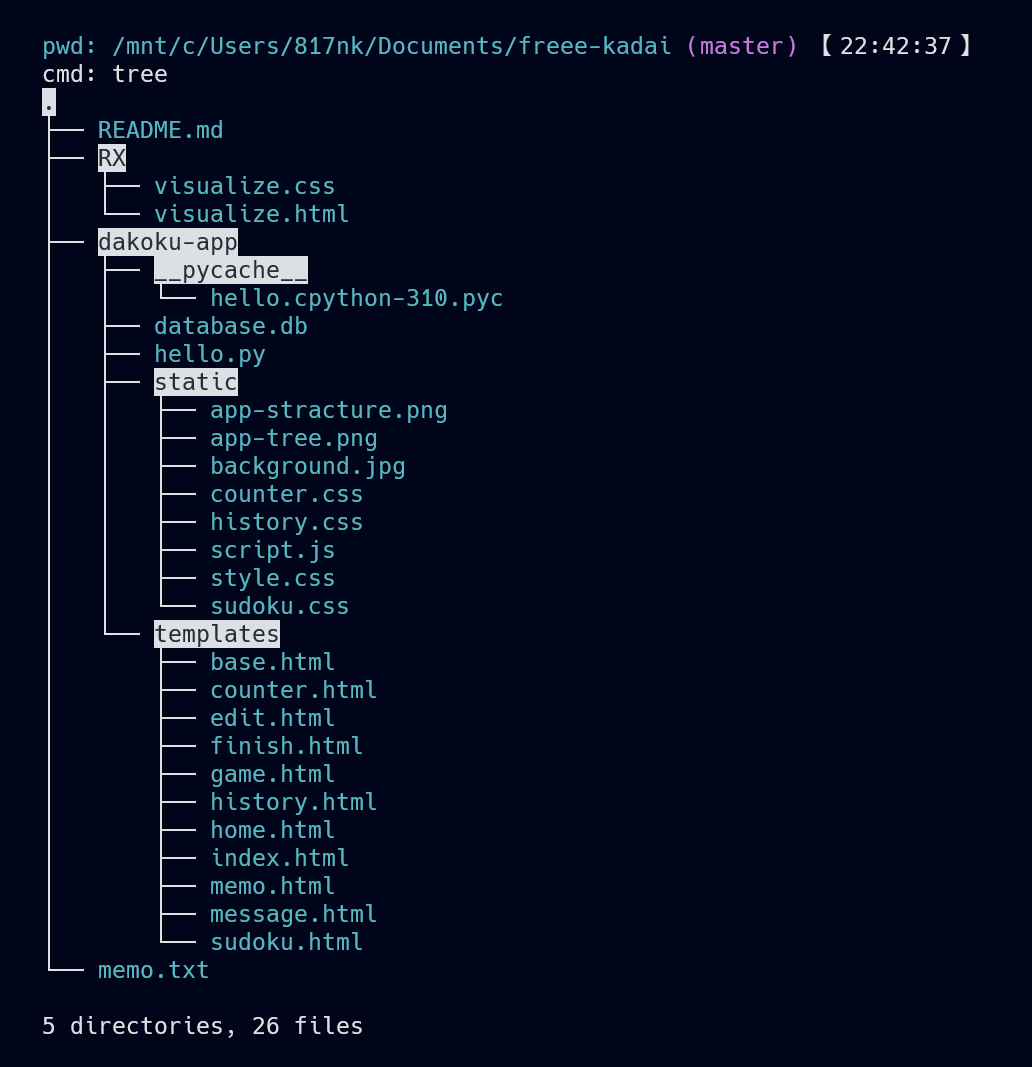 pwd: /mnt/c/Users/817nk/Documents/freee-kadai (master) 【 22:42:37 】
cmd: tree
.
├── README.md
├── RX
│   ├── visualize.css
│   └── visualize.html
├── dakoku-app
│   ├── __pycache__
│   │   └── hello.cpython-310.pyc
│   ├── database.db
│   ├── hello.py
│   ├── static
│   │   ├── app-stracture.png
│   │   ├── app-tree.png
│   │   ├── background.jpg
│   │   ├── counter.css
│   │   ├── history.css
│   │   ├── script.js
│   │   ├── style.css
│   │   └── sudoku.css
│   └── templates
│       ├── base.html
│       ├── counter.html
│       ├── edit.html
│       ├── finish.html
│       ├── game.html
│       ├── history.html
│       ├── home.html
│       ├── index.html
│       ├── memo.html
│       ├── message.html
│       └── sudoku.html
└── memo.txt
5 directories, 26 files